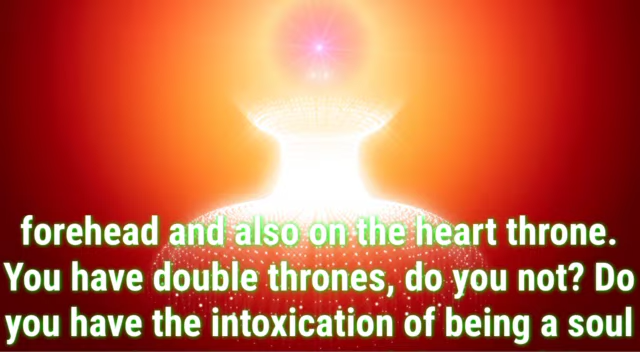 forehead and also on the heart throne.
You have double thrones, do you not? Do
you have the intoxication of being a soul